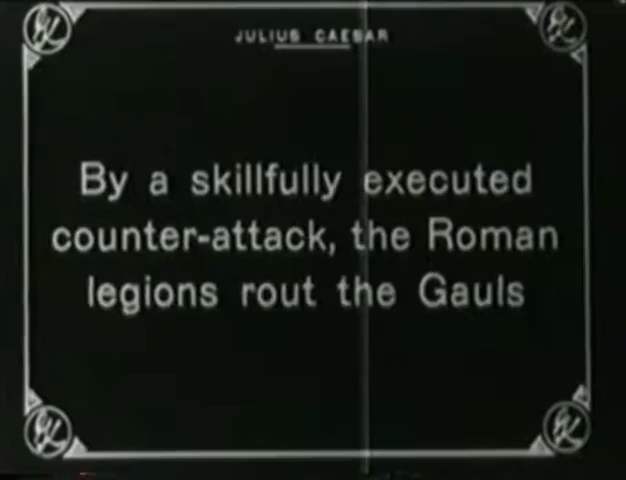 JULIUS CAESAR
By a skillfully executed
counter-attack, the Roman
legions rout the Gauls